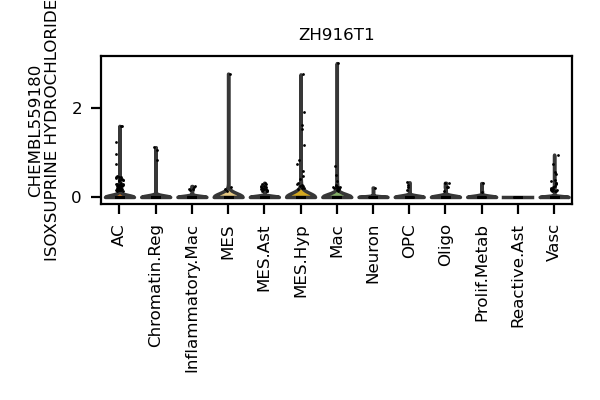 ZH916T1
CHEMBL559180
ISOXSUPRINE HYDROCHLORIDE
2
0
AC
Chromatin.Reg
Inflammatory.Mac
MES
MES.Ast
MES.Hyp
Mac
Neuron
OPC
Oligo
Prolif.Metab
Reactive.Ast
Vasc